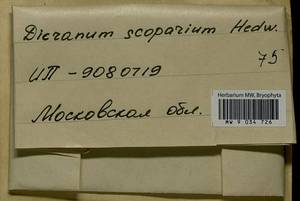 Dicranum scoparium Hedw.
75
ИП - 9080719
Московская обл.
Herbarium MW, Bryophyta
MW 9 034 726